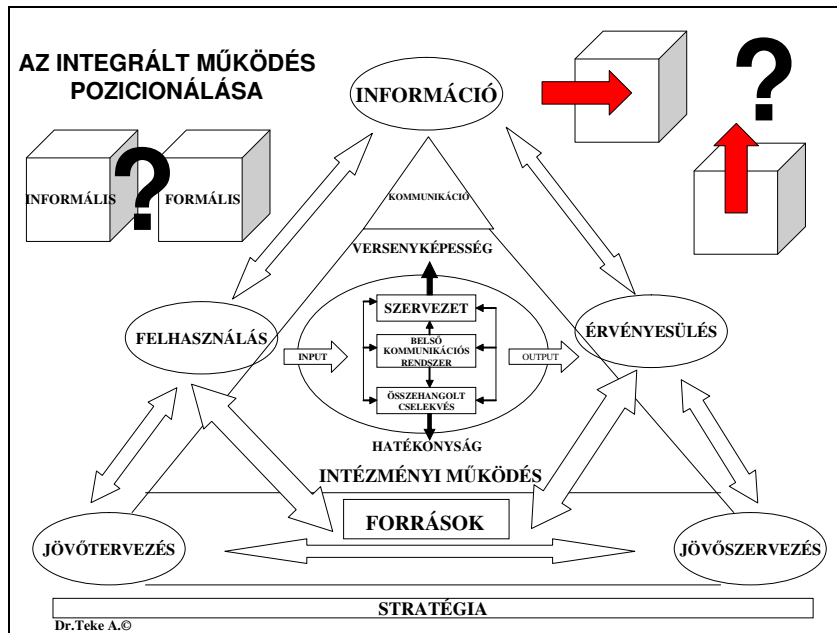 AZ INTEGRÁLT MŰKÖDÉS
POZICIONÁLÁSA
INFORMÁCIÓ
?
INFORMÁLIS
?
FORMÁLIS
KOMMUNIKÁCIÓ
VERSENYKÉPESSÉG
SZERVEZET
FELHASZNÁLÁS
ÉRVÉNYESÜLÉS
INPUT
BELSŐ
KOMMUNIKÁCIÓS
RENDSZER
OUTPUT
ÖSSZEHANGOLT
CSELEKVÉS
HATÉKONYSÁG
INTÉZMÉNYI MŰKÖDÉS
FORRÁSOK
JÖVŐTERVEZÉS
JÖVŐSZERVEZÉS
STRATÉGIA
Dr.Teke A.©